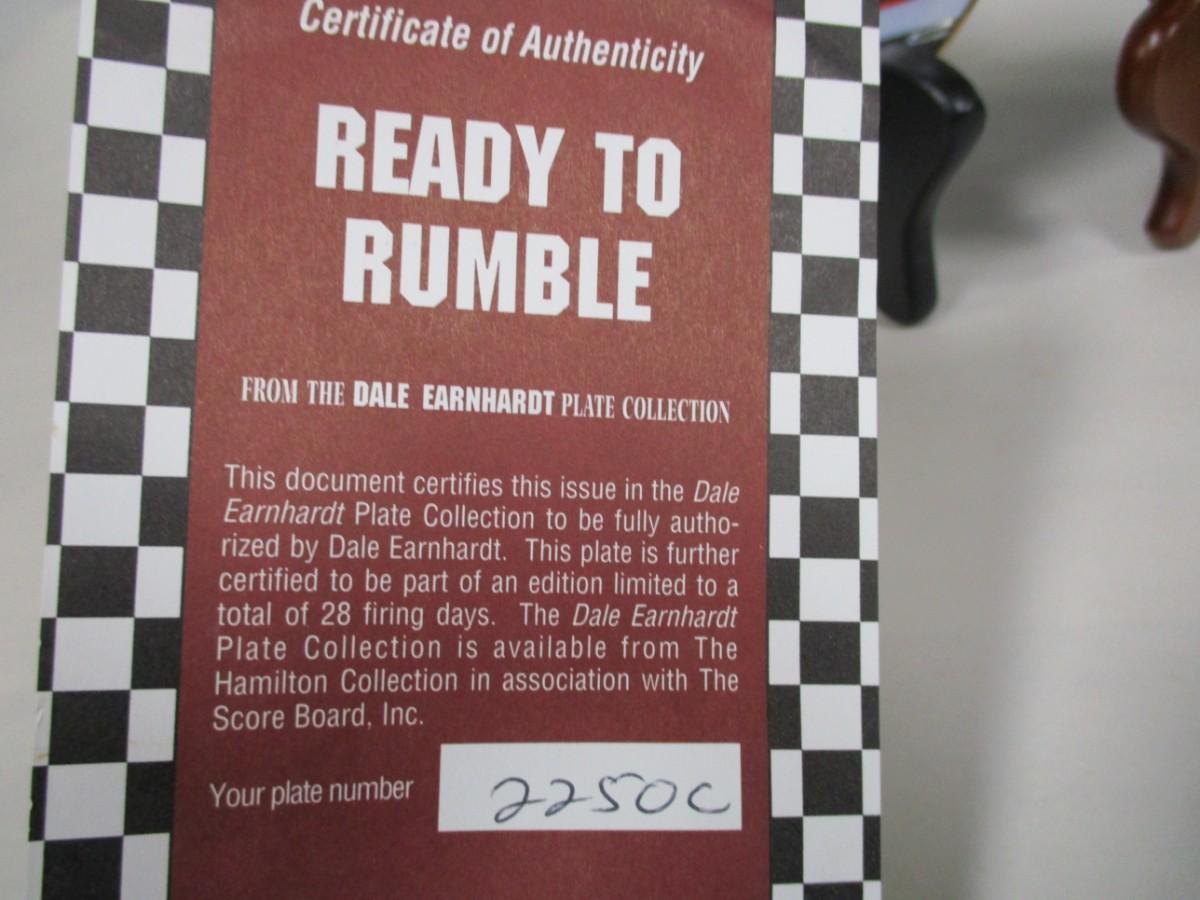 Certificate of Authenticity
READY TO
RUMBLE
FROM THE DALE EARNHARDT PLATE COLLECTION
This document certifies this issue in the Dale
Earnhardt Plate Collection to be fully autho-
rized by Dale Earnhardt. This plate is further
certified to be part of an edition limited to a
total of 28 firing days. The Dale Earnhardt
Plate Collection is available from The
Hamilton Collection in association with The
Score Board, Inc.
Your plate number 2250C